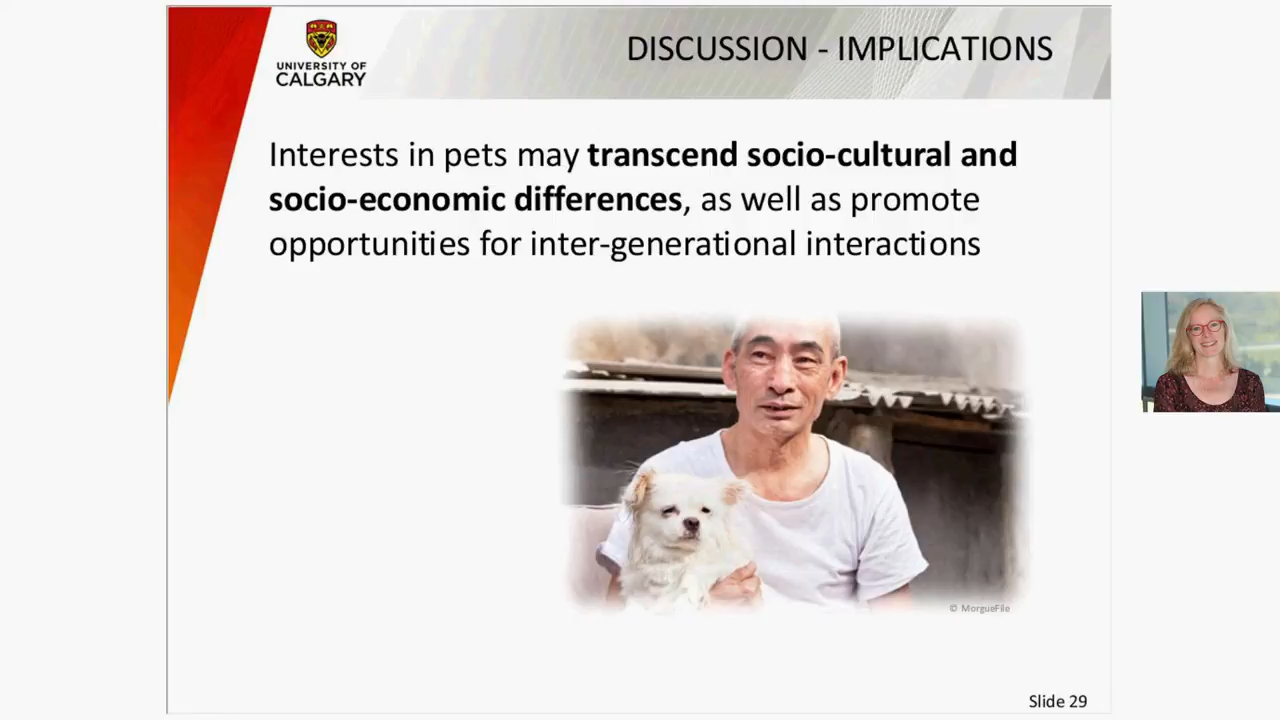 UNIVERSITY OF
CALGARY
DISCUSSION - IMPLICATIONS
Interests in pets may transcend socio-cultural and
socio-economic differences, as well as promote
opportunities for inter-generational interactions
© MorgueFile
Slide 29